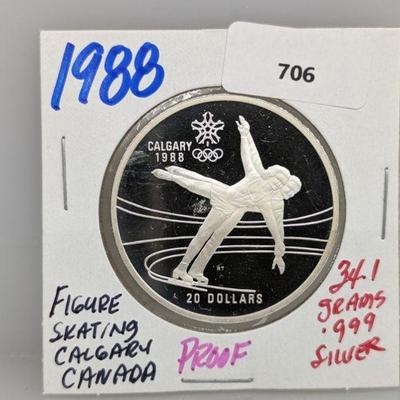 1988
706
CALGARY
1988
20 DOLLARS
FIGURE
SKATING
CALGARY
CANADA
PROOF
34.1
GRAMS
.999
SILVER